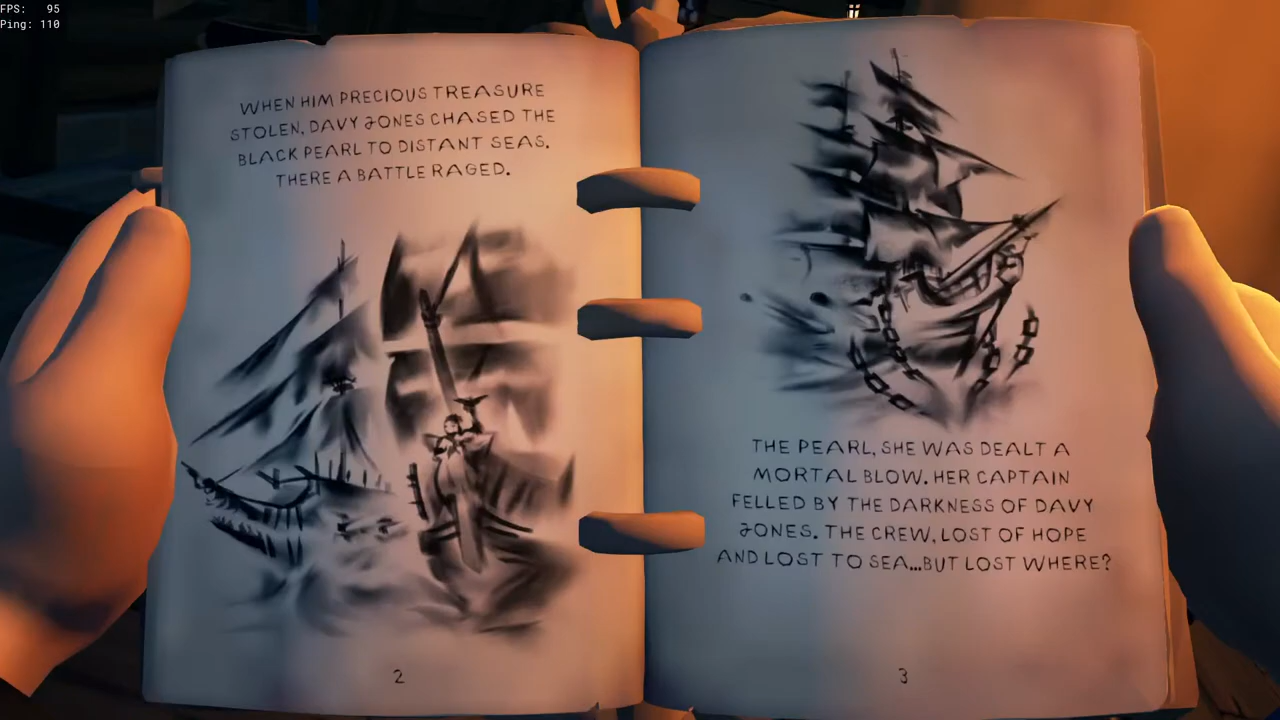 FPS: 95
Ping: 110
WHEN HIM PRECIOUS TREASURE
STOLEN, DAVY JONES CHASED THE
BLACK PEARL TO DISTANT SEAS.
THERE A BATTLE RAGED.
2
THE PEARL, SHE WAS DEALT A
MORTAL BLOW. HER CAPTAIN
FELLED BY THE DARKNESS OF DAVY
JONES. THE CREW, LOST OF HOPE
AND LOST TO SEA...BUT LOST WHERE?
3